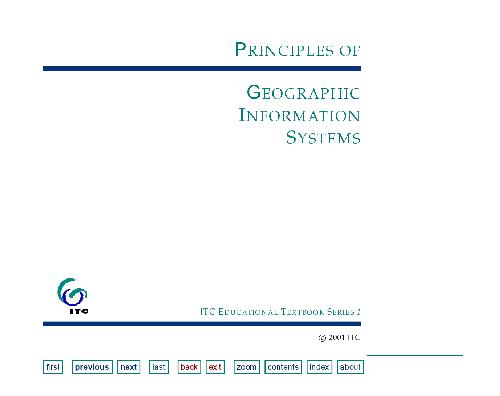 PRINCIPLES OF
GEOGRAPHIC
INFORMATION
SYSTEMS
ITC
ITC EDUCATIONAL TEXTBOOK SERIES 1
© 2001 ITC
first previous next last back exit zoom contents index about